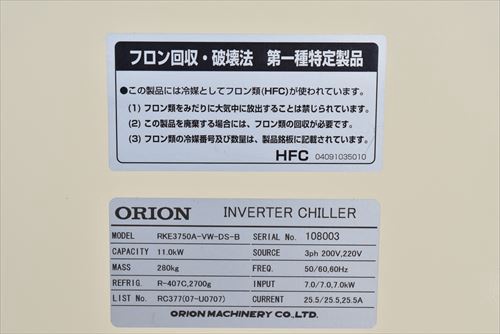 フロン回収・破壊法　第一種特定製品
●この製品には冷媒としてフロン類(HFC)が使われています。
(1) フロン類をみだりに大気中に放出することは禁じられています。
(2) この製品を廃棄する場合には、フロン類の回収が必要です。
(3) フロン類の冷媒番号及び数量は、製品銘板に記載されています。
HFC 04091035010
ORION INVERTER CHILLER
MODEL RKE3750A-VW-DS-B SERIAL No. 108003
CAPACITY 11.0kW SOURCE 3ph 200V,220V
MASS 280kg FREQ. 50/60,60Hz
REFRIG. R-407C,2700g INPUT 7.0/7.0,7.0kW
LIST No. RC377(07-U0707) CURRENT 25.5/25.5,25.5A
ORION MACHINERY CO.,LTD.